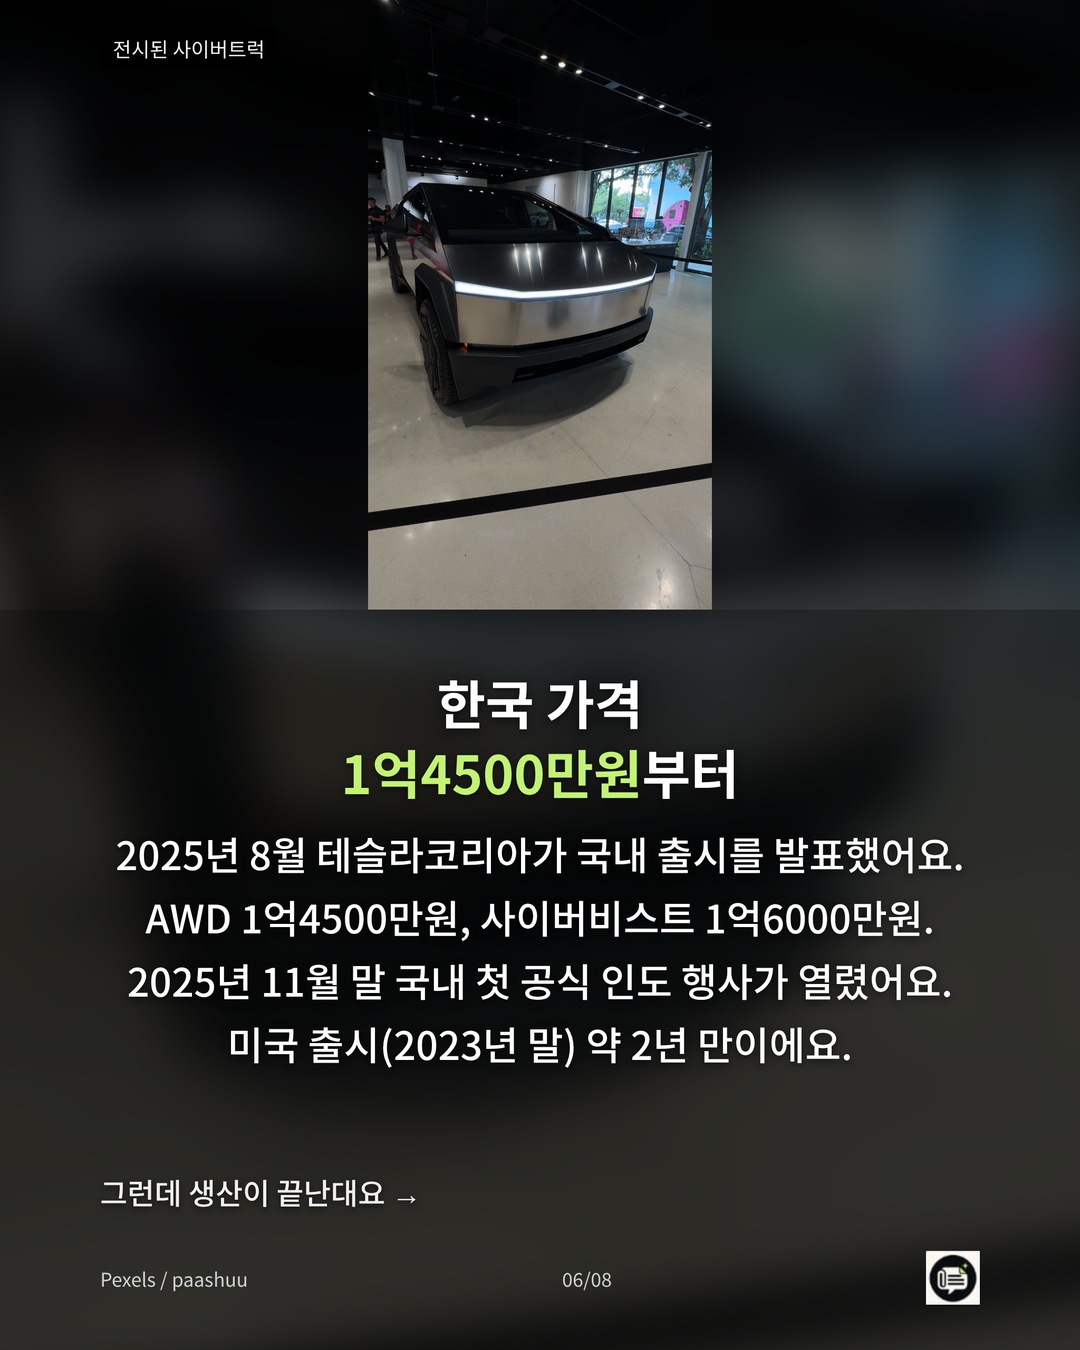 전시된 사이버트럭
한국 가격
1억4500만원부터
2025년 8월 테슬라코리아가 국내 출시를 발표했어요.
AWD 1억4500만원, 사이버비스트 1억6000만원.
2025년 11월 말 국내 첫 공식 인도 행사가 열렸어요.
미국 출시(2023년 말) 약 2년 만이에요.
그런데 생산이 끝난대요 →
Pexels / paashuu
06/08